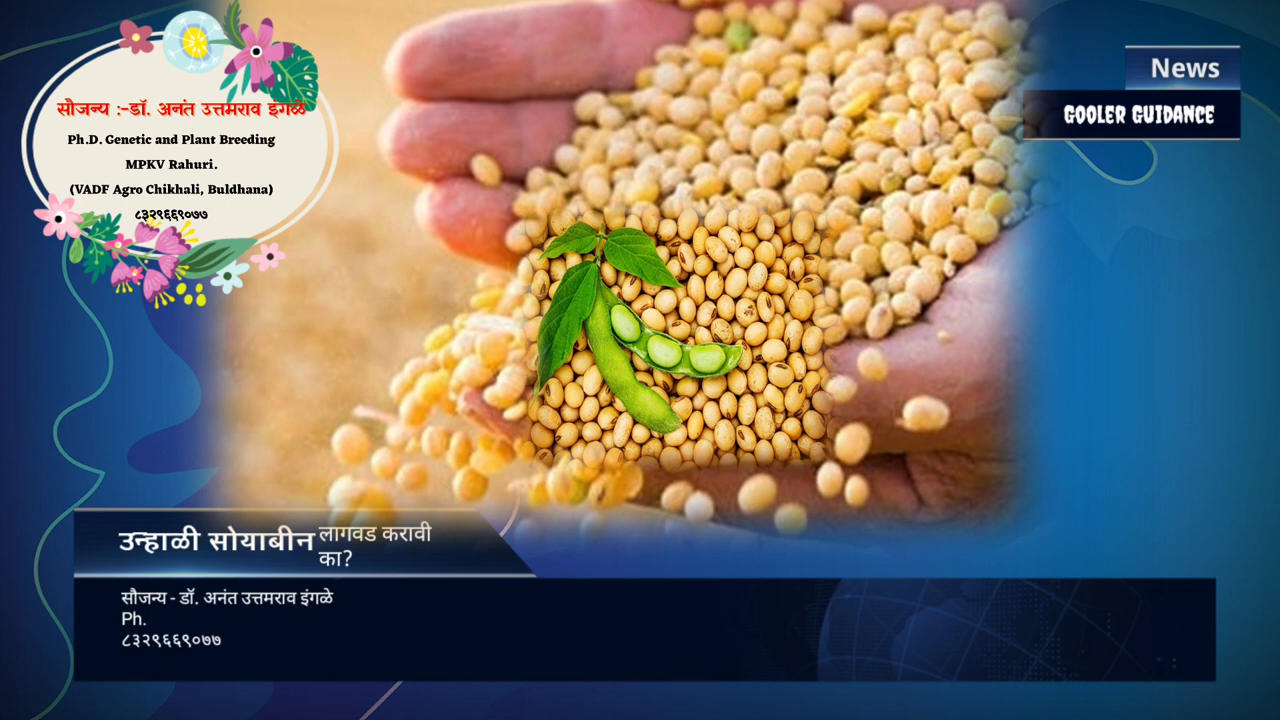 सौजन्य :-डॉ. अनंत उत्तमराव इंगळे
Ph.D. Genetic and Plant Breeding
MPKV Rahuri.
(VADF Agro Chikhali, Buldhana)
८३२९६६९०७७
News
GOOLER GUIDANCE
उन्हाळी सोयाबीन लागवड करावी
का?
सौजन्य - डॉ. अनंत उत्तमराव इंगळे
Ph.
८३२९६६९०७७